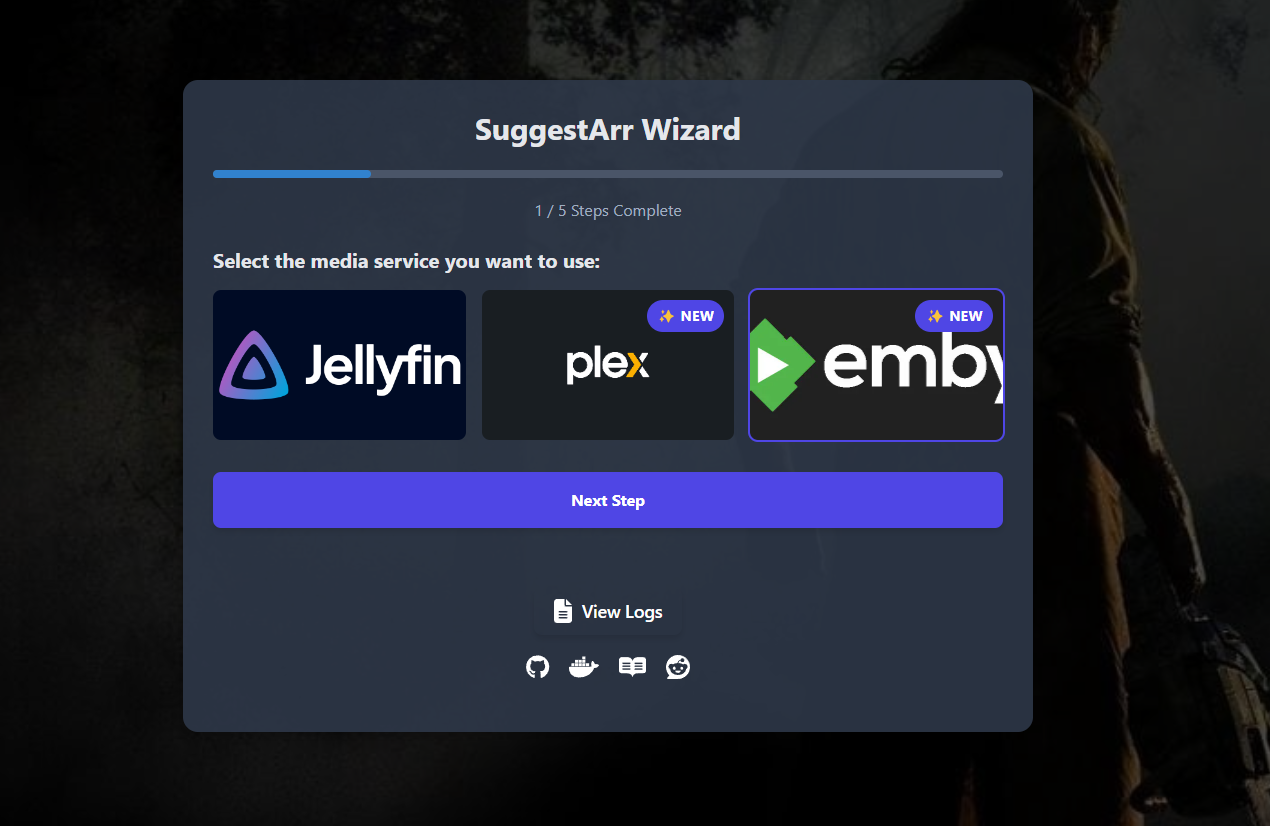 SuggestArr Wizard
1 / 5 Steps Complete
Select the media service you want to use:
Jellyfin
✨ NEW
plex
✨ NEW
emby
Next Step
View Logs